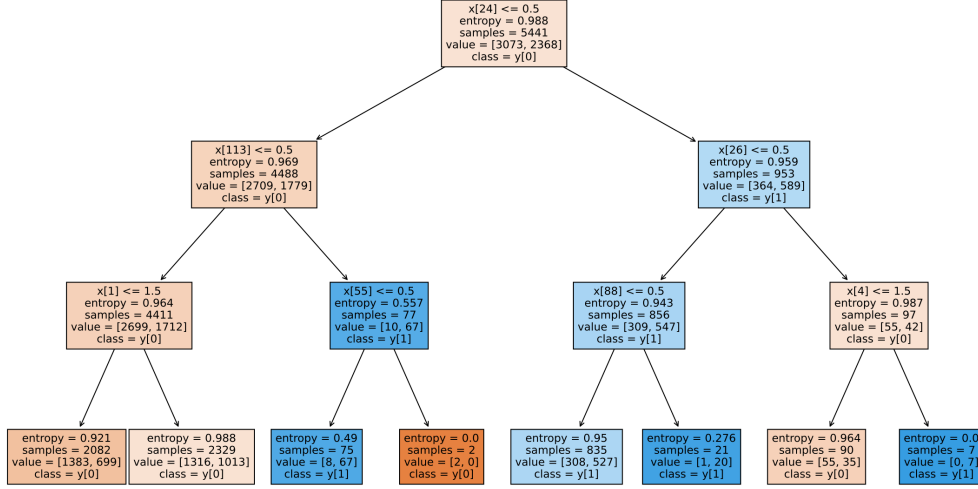 x[24] <= 0.5
entropy = 0.988
samples = 5441
value = [3073, 2368]
class = y[0]
x[113] <= 0.5
entropy = 0.969
samples = 4488
value = [2709, 1779]
class = y[0]
x[26] <= 0.5
entropy = 0.959
samples = 953
value = [364, 589]
class = y[1]
x[1] <= 1.5
entropy = 0.964
samples = 4411
value = [2699, 1712]
class = y[0]
x[55] <= 0.5
entropy = 0.557
samples = 77
value = [10, 67]
class = y[1]
x[88] <= 0.5
entropy = 0.943
samples = 856
value = [309, 547]
class = y[1]
x[4] <= 1.5
entropy = 0.987
samples = 97
value = [55, 42]
class = y[0]
entropy = 0.921
samples = 2082
value = [1383, 699]
class = y[0]
entropy = 0.988
samples = 2329
value = [1316, 1013]
class = y[0]
entropy = 0.49
samples = 75
value = [8, 67]
class = y[1]
entropy = 0.0
samples = 2
value = [2, 0]
class = y[0]
entropy = 0.95
samples = 835
value = [308, 527]
class = y[1]
entropy = 0.276
samples = 21
value = [1, 20]
class = y[1]
entropy = 0.964
samples = 90
value = [55, 35]
class = y[0]
entropy = 0.0
samples = 7
value = [0, 7]
class = y[1]